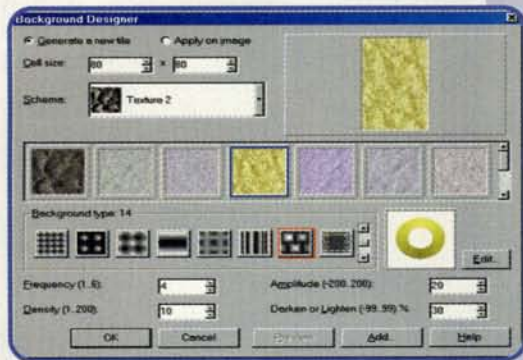 Background Designer
Generate a new tile Apply on image
Cell size: 80 x 80
Scheme: Texture 2
Background type: 14
Edit...
Frequency (1..6): 4 Amplitude (-200..200): 20
Density (1..200): 10 Darken or Lighten (-99..99) %: 30
OK Cancel Preview Add... Help